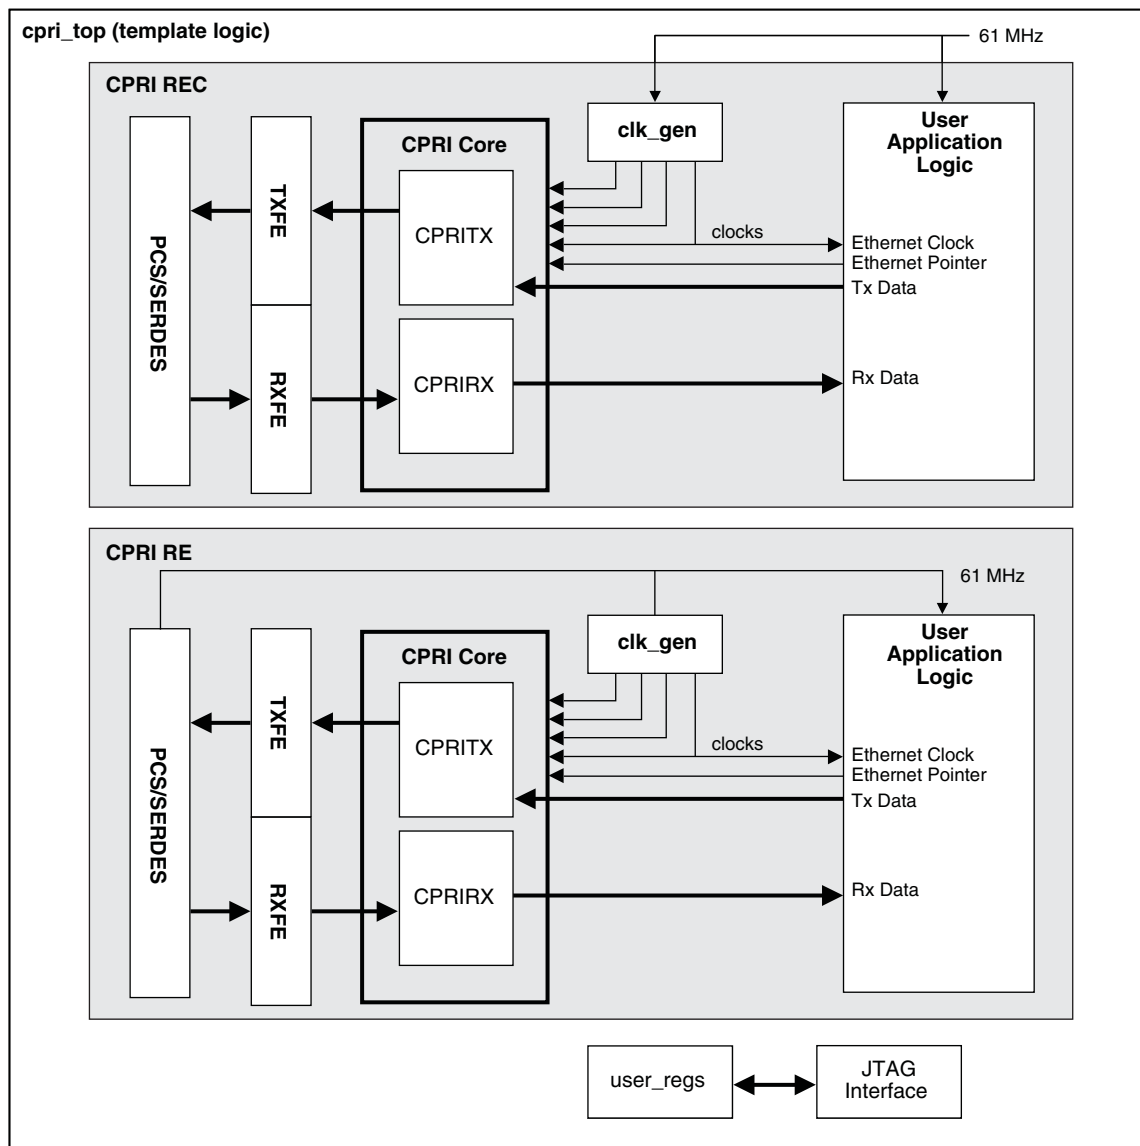 cpri_top (template logic)
61 MHz
CPRI REC
PCS/SERDES
TXFE
RXFE
CPRI Core
CPRITX
CPRIRX
clk_gen
clocks
User
Application
Logic
Ethernet Clock
Ethernet Pointer
Tx Data
Rx Data
CPRI RE
61 MHz
PCS/SERDES
TXFE
RXFE
CPRI Core
CPRITX
CPRIRX
clk_gen
clocks
User
Application
Logic
Ethernet Clock
Ethernet Pointer
Tx Data
Rx Data
user_regs
JTAG
Interface